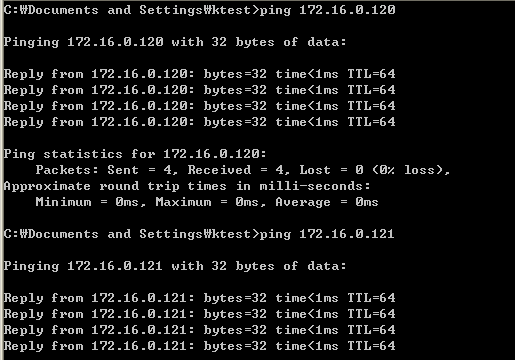 C:₩Documents and Settings₩ktest>ping 172.16.0.120
Pinging 172.16.0.120 with 32 bytes of data:
Reply from 172.16.0.120: bytes=32 time<1ms TTL=64
Reply from 172.16.0.120: bytes=32 time<1ms TTL=64
Reply from 172.16.0.120: bytes=32 time<1ms TTL=64
Reply from 172.16.0.120: bytes=32 time<1ms TTL=64
Ping statistics for 172.16.0.120:
Packets: Sent = 4, Received = 4, Lost = 0 (0% loss),
Approximate round trip times in milli-seconds:
Minimum = 0ms, Maximum = 0ms, Average = 0ms
C:₩Documents and Settings₩ktest>ping 172.16.0.121
Pinging 172.16.0.121 with 32 bytes of data:
Reply from 172.16.0.121: bytes=32 time<1ms TTL=64
Reply from 172.16.0.121: bytes=32 time<1ms TTL=64
Reply from 172.16.0.121: bytes=32 time<1ms TTL=64
Reply from 172.16.0.121: bytes=32 time<1ms TTL=64